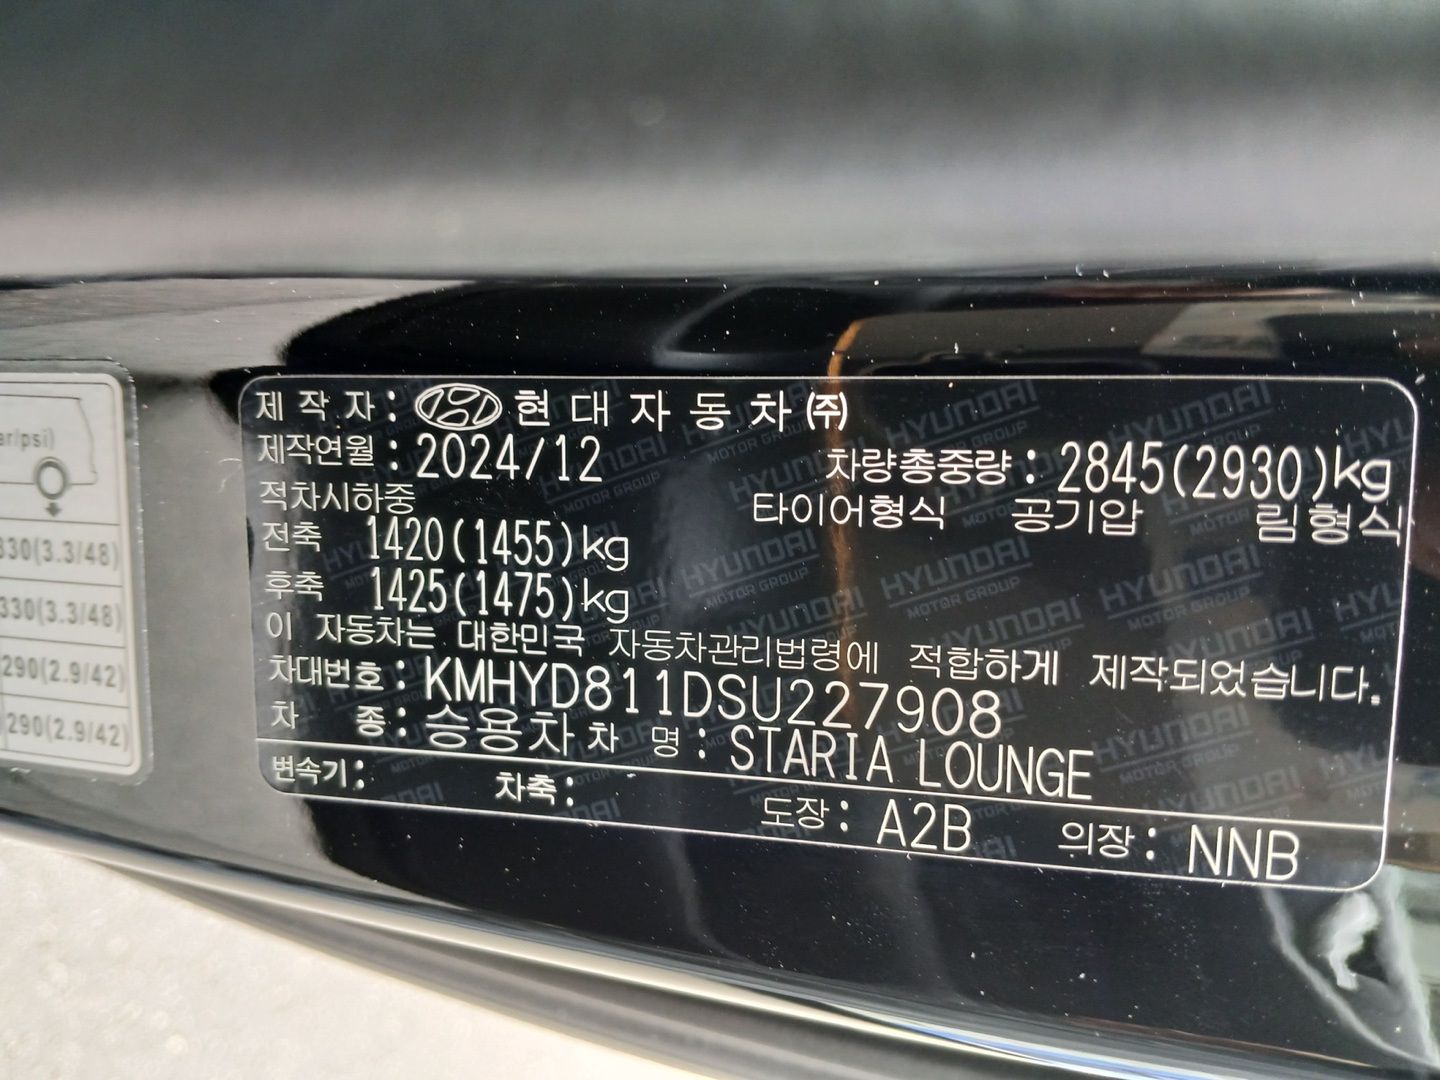 제 작 자 : 현 대 자 동 차 ㈜
제작연월 : 2024/12
차량총중량 : 2845(2930)kg
적차시하중
타이어형식 공기압 림형식
전축 1420(1455)kg
후축 1425(1475)kg
이 자동차는 대한민국 자동차관리법령에 적합하게 제작되었습니다.
차대번호 : KMHYD811DSU227908
차 종 : 승용차 차 명 : STARIA LOUNGE
변속기 : 차축 : 도장 : A2B 의장 : NNB
ar/psi)
330(3.3/48)
330(3.3/48)
290(2.9/42)
290(2.9/42)
HYUNDAI
MOTOR GROUP